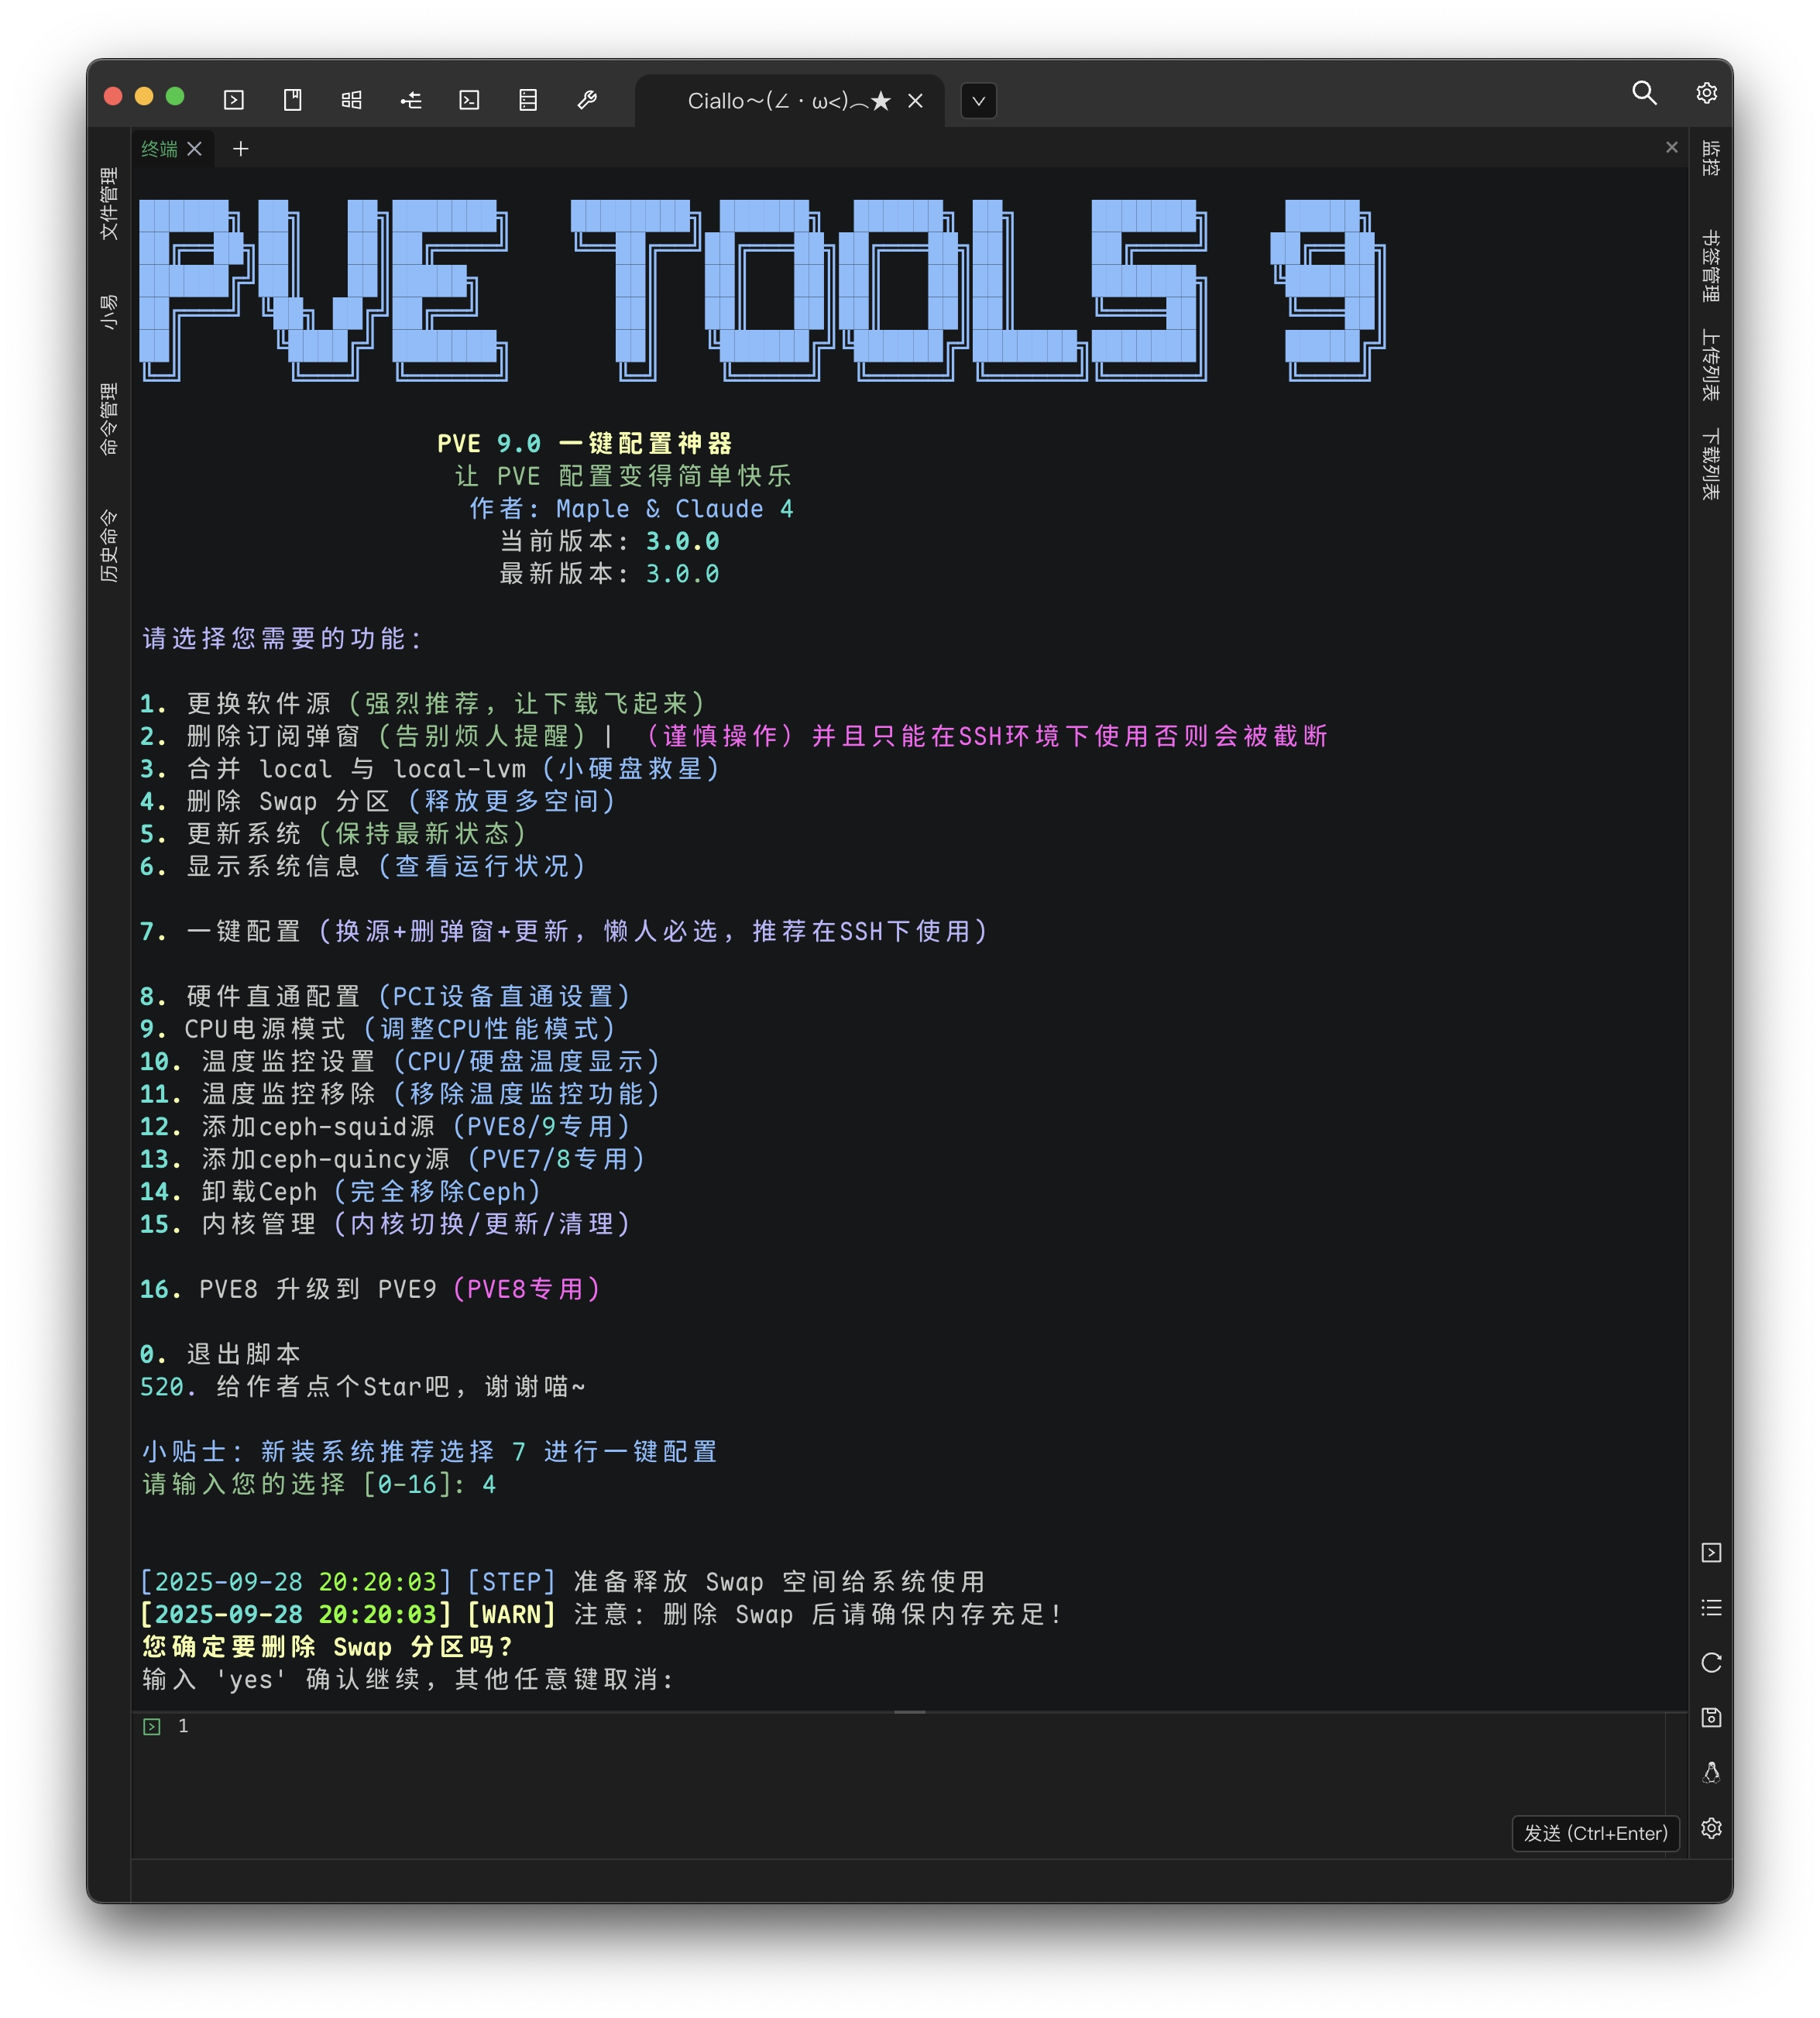 Ciallo～(∠・ω<)⌒★
终端
文件管理
小易
命令管理
历史命令
监控
书签管理
上传列表
下载列表
PVE TOOLS 9
PVE 9.0 一键配置神器
让 PVE 配置变得简单快乐
作者: Maple & Claude 4
当前版本: 3.0.0
最新版本: 3.0.0
请选择您需要的功能:
1. 更换软件源 (强烈推荐，让下载飞起来)
2. 删除订阅弹窗 (告别烦人提醒) | （谨慎操作）并且只能在SSH环境下使用否则会被截断
3. 合并 local 与 local-lvm (小硬盘救星)
4. 删除 Swap 分区 (释放更多空间)
5. 更新系统 (保持最新状态)
6. 显示系统信息 (查看运行状况)
7. 一键配置 (换源+删弹窗+更新，懒人必选，推荐在SSH下使用)
8. 硬件直通配置 (PCI设备直通设置)
9. CPU电源模式 (调整CPU性能模式)
10. 温度监控设置 (CPU/硬盘温度显示)
11. 温度监控移除 (移除温度监控功能)
12. 添加ceph-squid源 (PVE8/9专用)
13. 添加ceph-quincy源 (PVE7/8专用)
14. 卸载Ceph (完全移除Ceph)
15. 内核管理 (内核切换/更新/清理)
16. PVE8 升级到 PVE9 (PVE8专用)
0. 退出脚本
520. 给作者点个Star吧，谢谢喵~
小贴士: 新装系统推荐选择 7 进行一键配置
请输入您的选择 [0-16]: 4
[2025-09-28 20:20:03] [STEP] 准备释放 Swap 空间给系统使用
[2025-09-28 20:20:03] [WARN] 注意: 删除 Swap 后请确保内存充足!
您确定要删除 Swap 分区吗?
输入 'yes' 确认继续，其他任意键取消:
1
发送 (Ctrl+Enter)